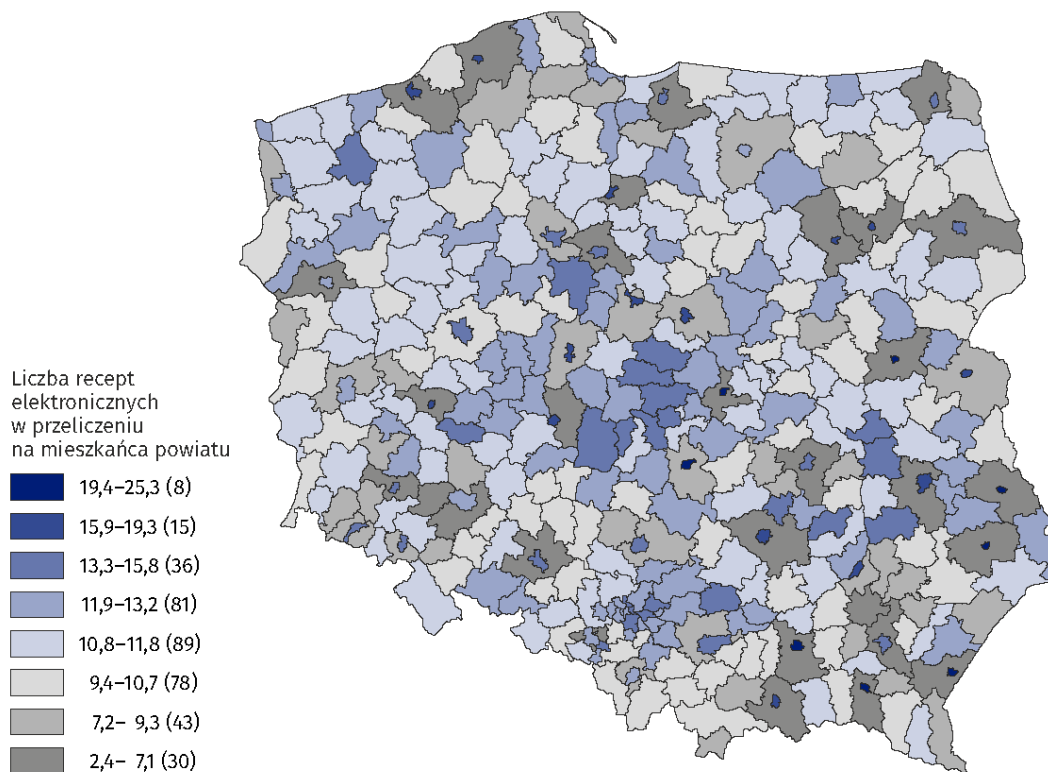 Liczba recept
elektronicznych
w przeliczeniu
na mieszkańca powiatu
19,4–25,3 (8)
15,9–19,3 (15)
13,3–15,8 (36)
11,9–13,2 (81)
10,8–11,8 (89)
9,4–10,7 (78)
7,2– 9,3 (43)
2,4– 7,1 (30)